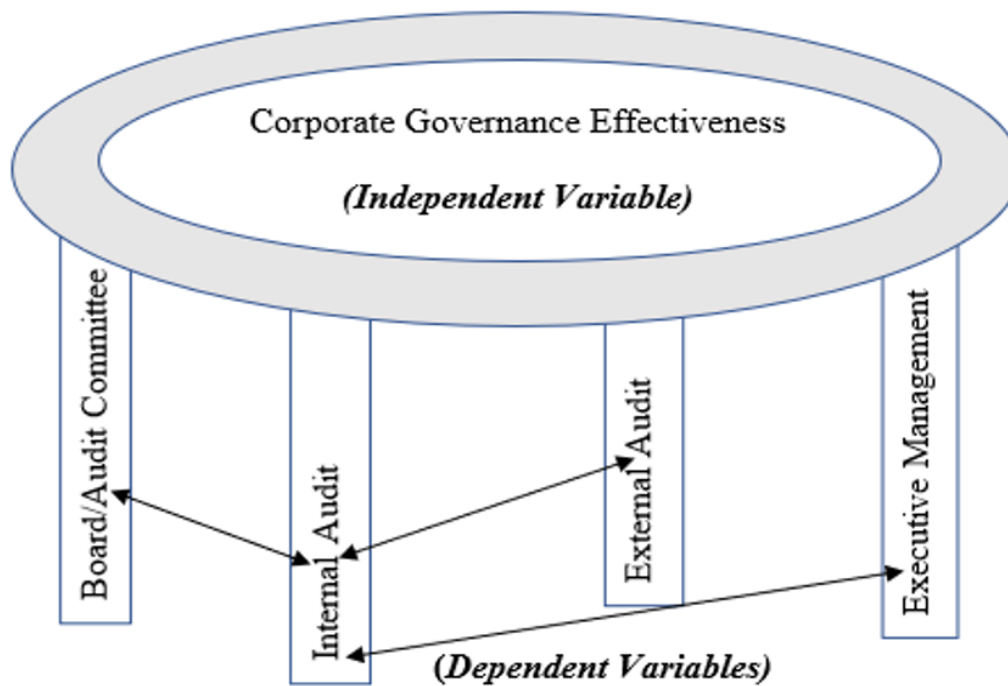 Corporate Governance Effectiveness
(Independent Variable)
Board/Audit Committee
Internal Audit
External Audit
Executive Management
(Dependent Variables)